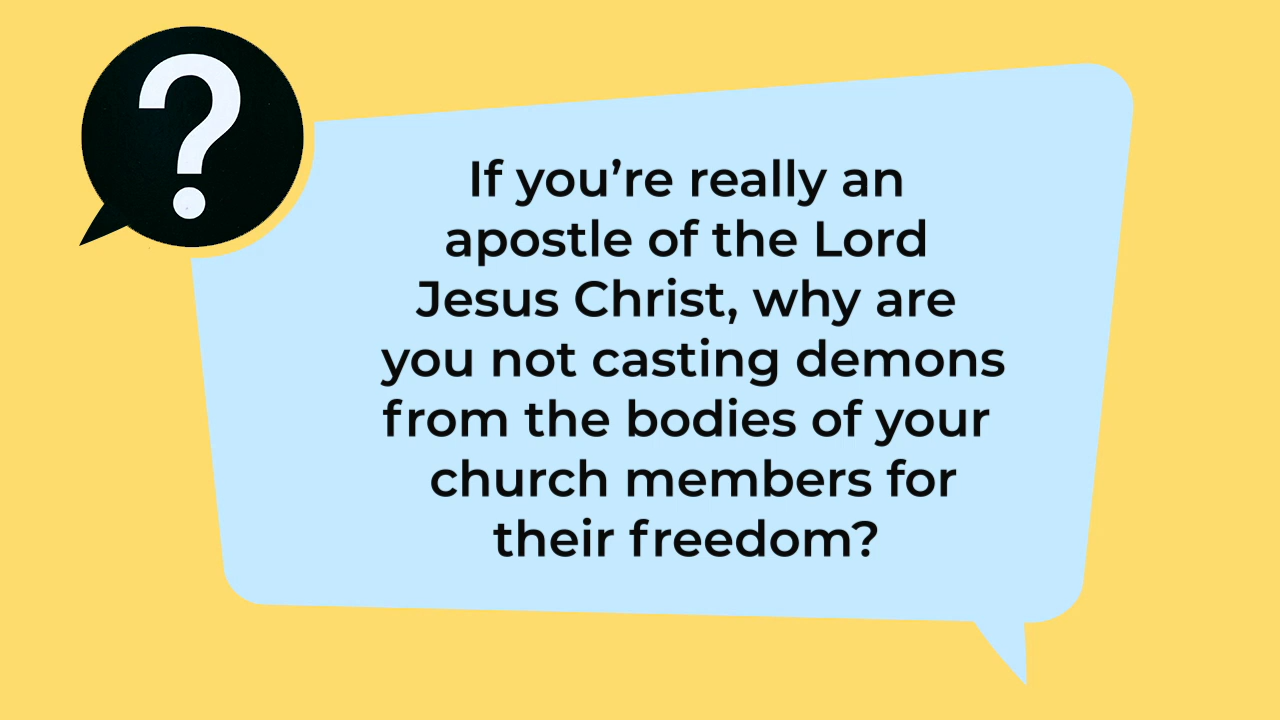 ?
If you’re really an
apostle of the Lord
Jesus Christ, why are
you not casting demons
from the bodies of your
church members for
their freedom?